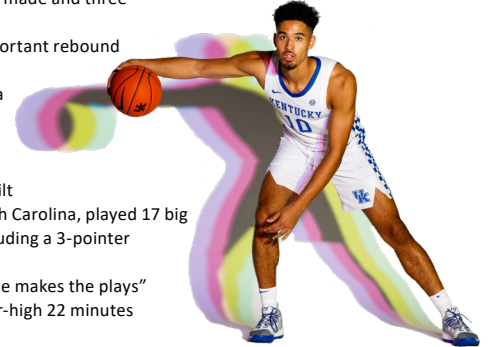 made and three
portant rebound
a
ilt
h Carolina, played 17 big
uding a 3-pointer
e makes the plays”
r-high 22 minutes
KENTUCKY
10
UK